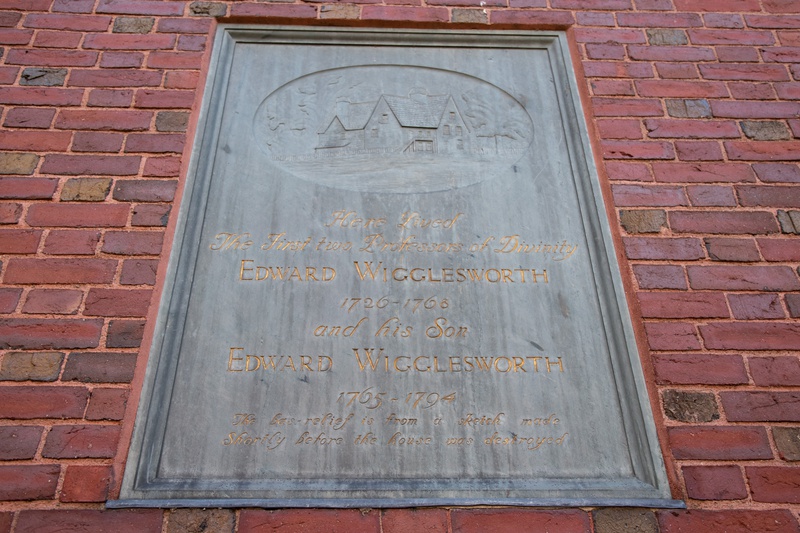 Here Lived
The First two Professors of Divinity
EDWARD WIGGLESWORTH
1726-1768
and his Son
EDWARD WIGGLESWORTH
1765-1794
The bas-relief is from a sketch made
Shortly before the house was destroyed